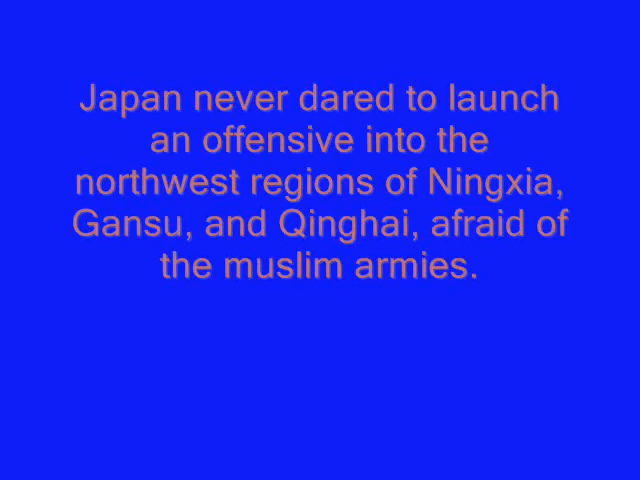 Japan never dared to launch
an offensive into the
northwest regions of Ningxia,
Gansu, and Qinghai, afraid of
the muslim armies.